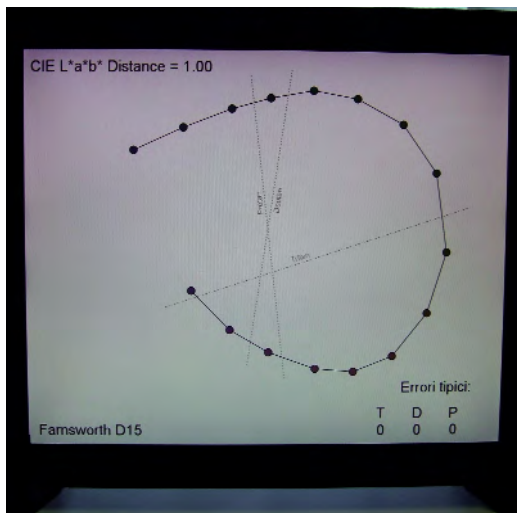 CIE L*a*b* Distance = 1.00
Errori tipici:
T D P
0 0 0
Farnsworth D15